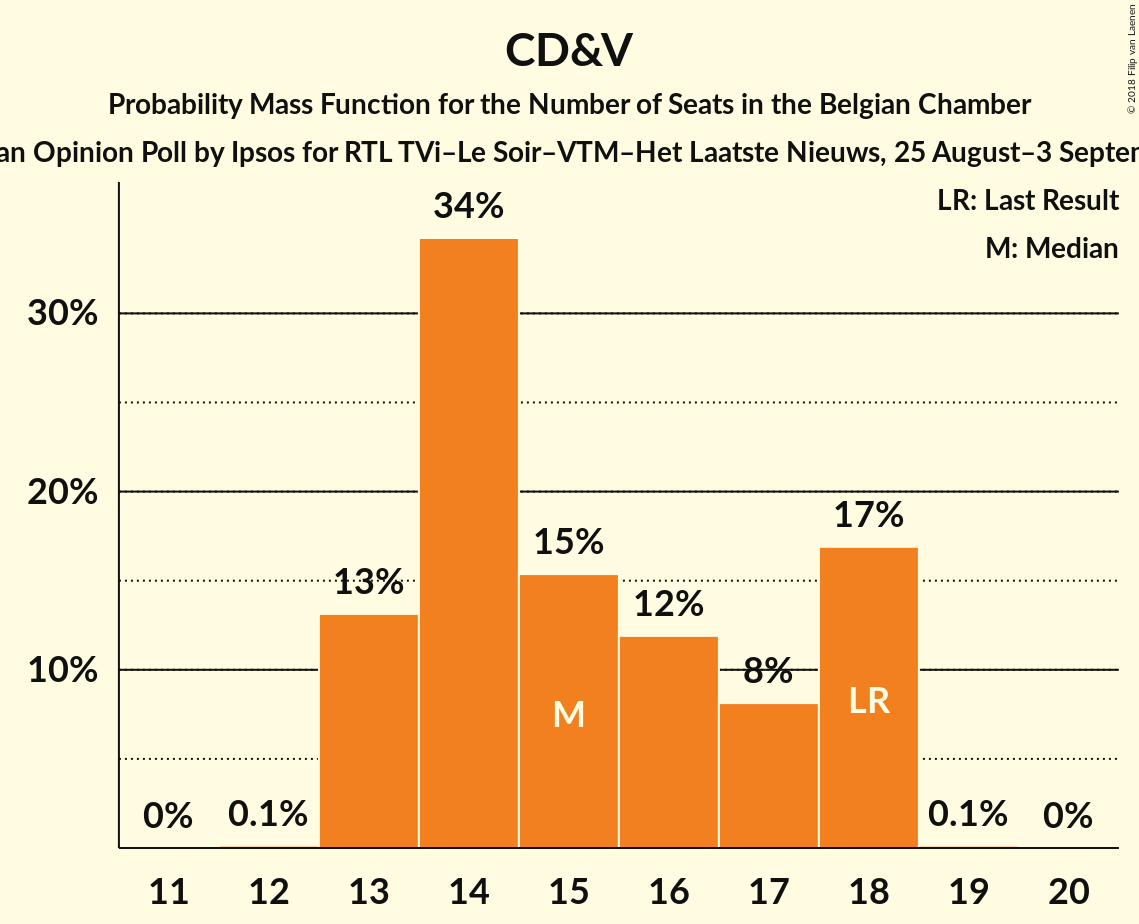 © 2018 Filip van Laenen
CD&V
Probability Mass Function for the Number of Seats in the Belgian Chamber
an Opinion Poll by Ipsos for RTL TVi–Le Soir–VTM–Het Laatste Nieuws, 25 August–3
LR: Last Result
M: Median
34%
30%
20%
17%
15%
13%
12%
10%
8%
M
LR
0%
0.1%
0.1%
0%
11 12 13 14 15 16 17 18 19 20